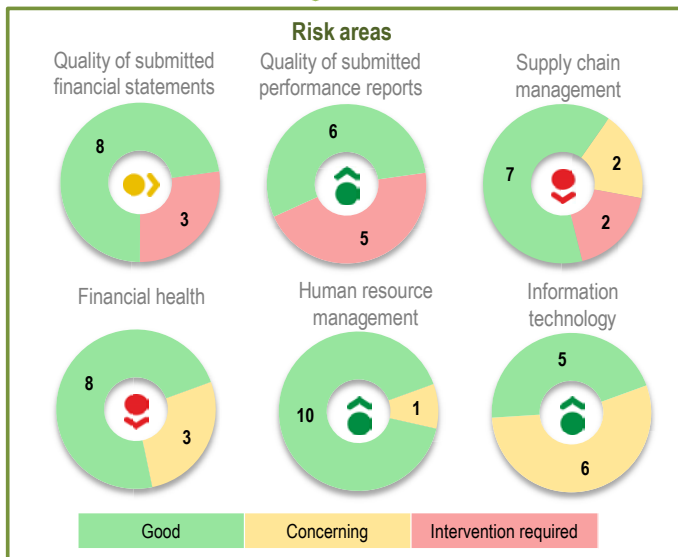 Risk areas
Quality of submitted
financial statements
8
3
Quality of submitted
performance reports
6
5
Supply chain
management
7
2
2
Financial health
8
3
Human resource
management
10
1
Information
technology
5
6
Good
Concerning
Intervention required